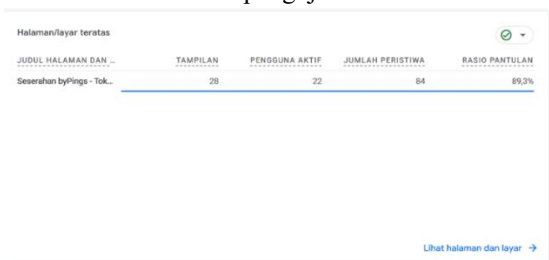 Halaman/layar teratas
JUDUL HALAMAN DAN ... TAMPILAN PENGGUNA AKTIF JUMLAH PERISTIWA RASIO PANTULAN
Seserahan byPings - Tok... 28 22 84 89,3%
Lihat halaman dan layar →